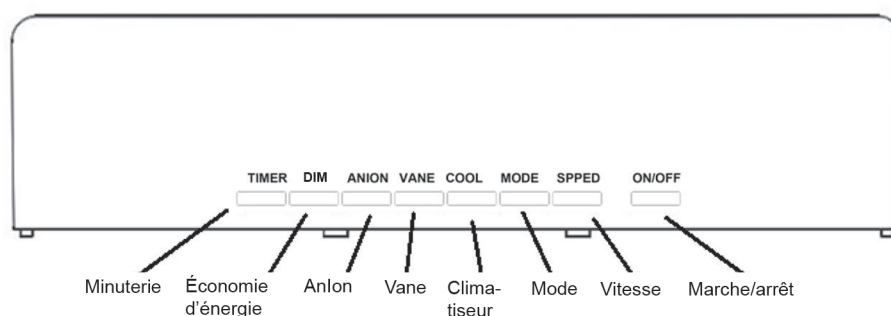 TIMER DIM ANION VANE COOL MODE SPPED ON/OFF
Minuterie Économie d’énergie AnIon Vane Clima-tiseur Mode Vitesse Marche/arrêt